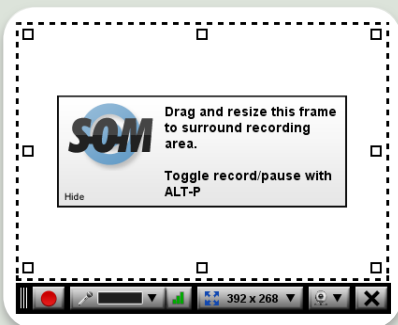 SOM
Drag and resize this frame
to surround recording
area.
Toggle record/pause with
ALT-P
Hide
392 x 268